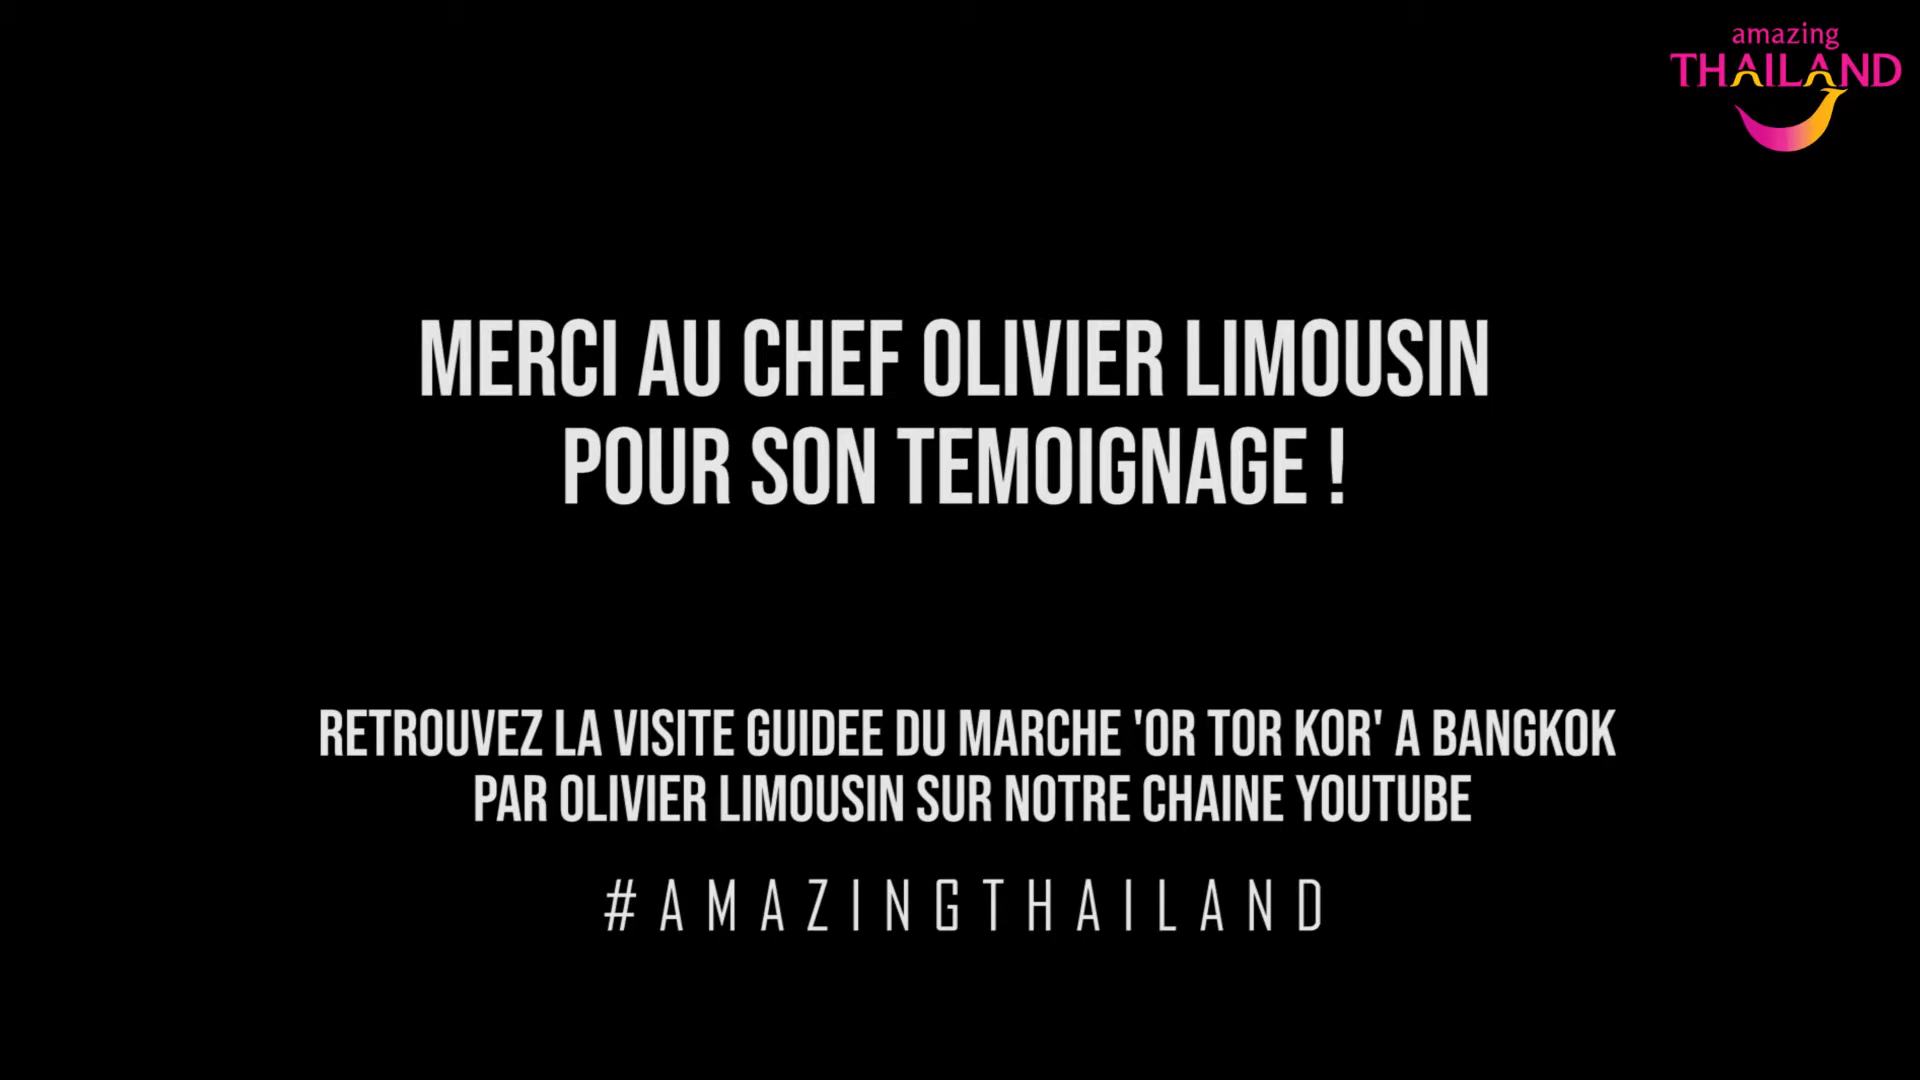 amazing
THAILAND
MERCI AU CHEF OLIVIER LIMOUSIN
POUR SON TEMOIGNAGE !
RETROUVEZ LA VISITE GUIDEE DU MARCHE 'OR TOR KOR' A BANGKOK
PAR OLIVIER LIMOUSIN SUR NOTRE CHAINE YOUTUBE
#AMAZINGTHAILAND